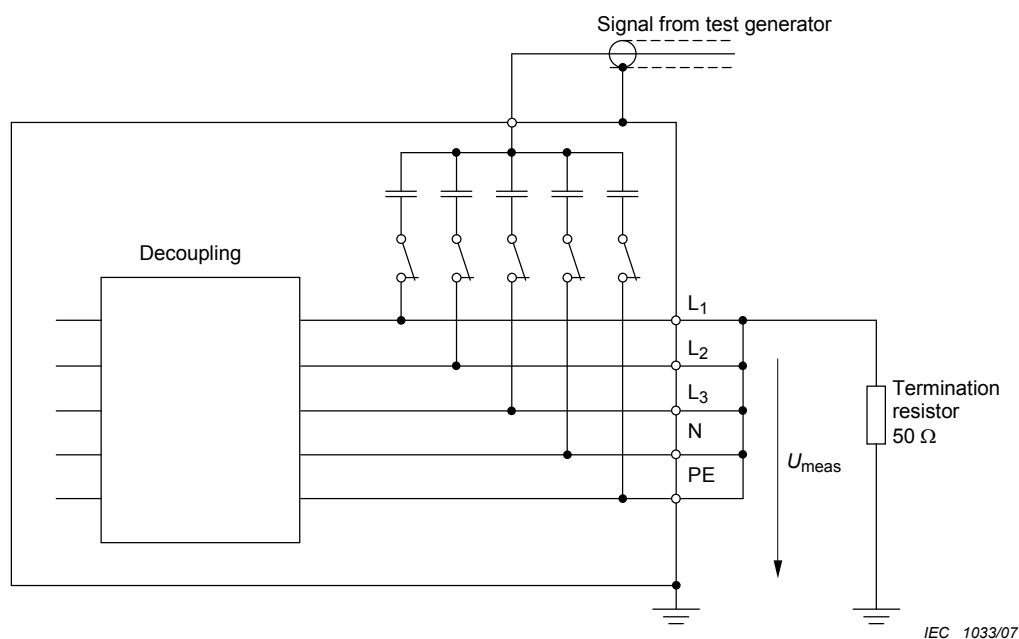 Signal from test generator
Decoupling
L1
L2
L3
N
PE
Umeas
Termination
resistor
50 Ω
IEC 1033/07